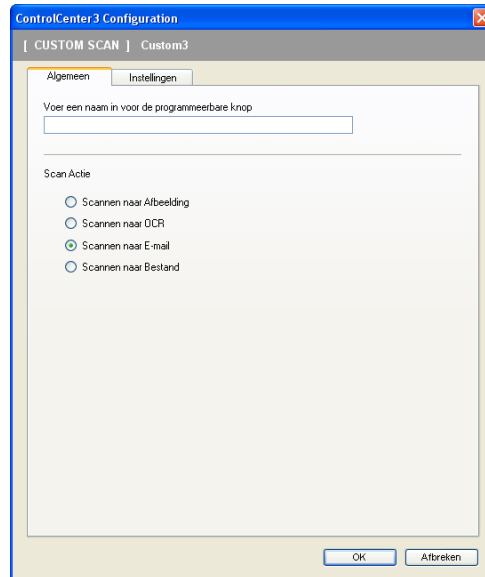 ControlCenter3 Configuration
[ CUSTOM SCAN ] Custom3
Algemeen Instellingen
Voer een naam in voor de programmeerbare knop
Scan Actie
Scannen naar Afbeelding
Scannen naar OCR
Scannen naar E-mail
Scannen naar Bestand
OK Afbreken